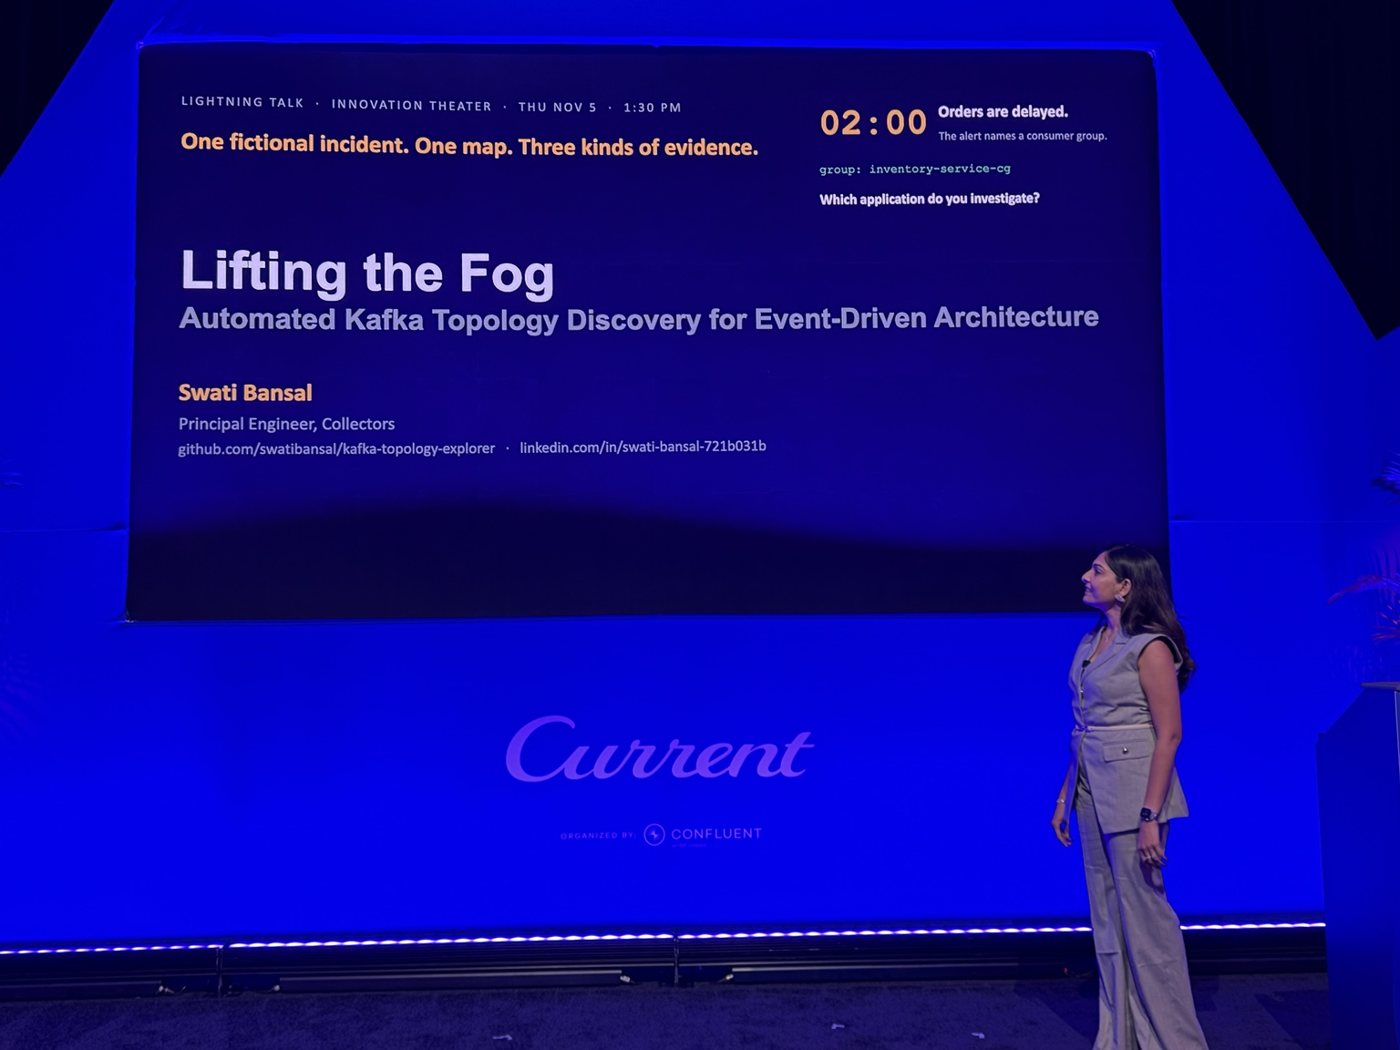 LIGHTNING TALK · INNOVATION THEATER · THU NOV 5 · 1:30 PM
One fictional incident. One map. Three kinds of evidence.
02:00 Orders are delayed.
The alert names a consumer group.
group: inventory-service-cg
Which application do you investigate?
Lifting the Fog
Automated Kafka Topology Discovery for Event-Driven Architecture
Swati Bansal
Principal Engineer, Collectors
github.com/swatibansal/kafka-topology-explorer · linkedin.com/in/swati-bansal-721b031b
Current
ORGANIZED BY: CONFLUENT